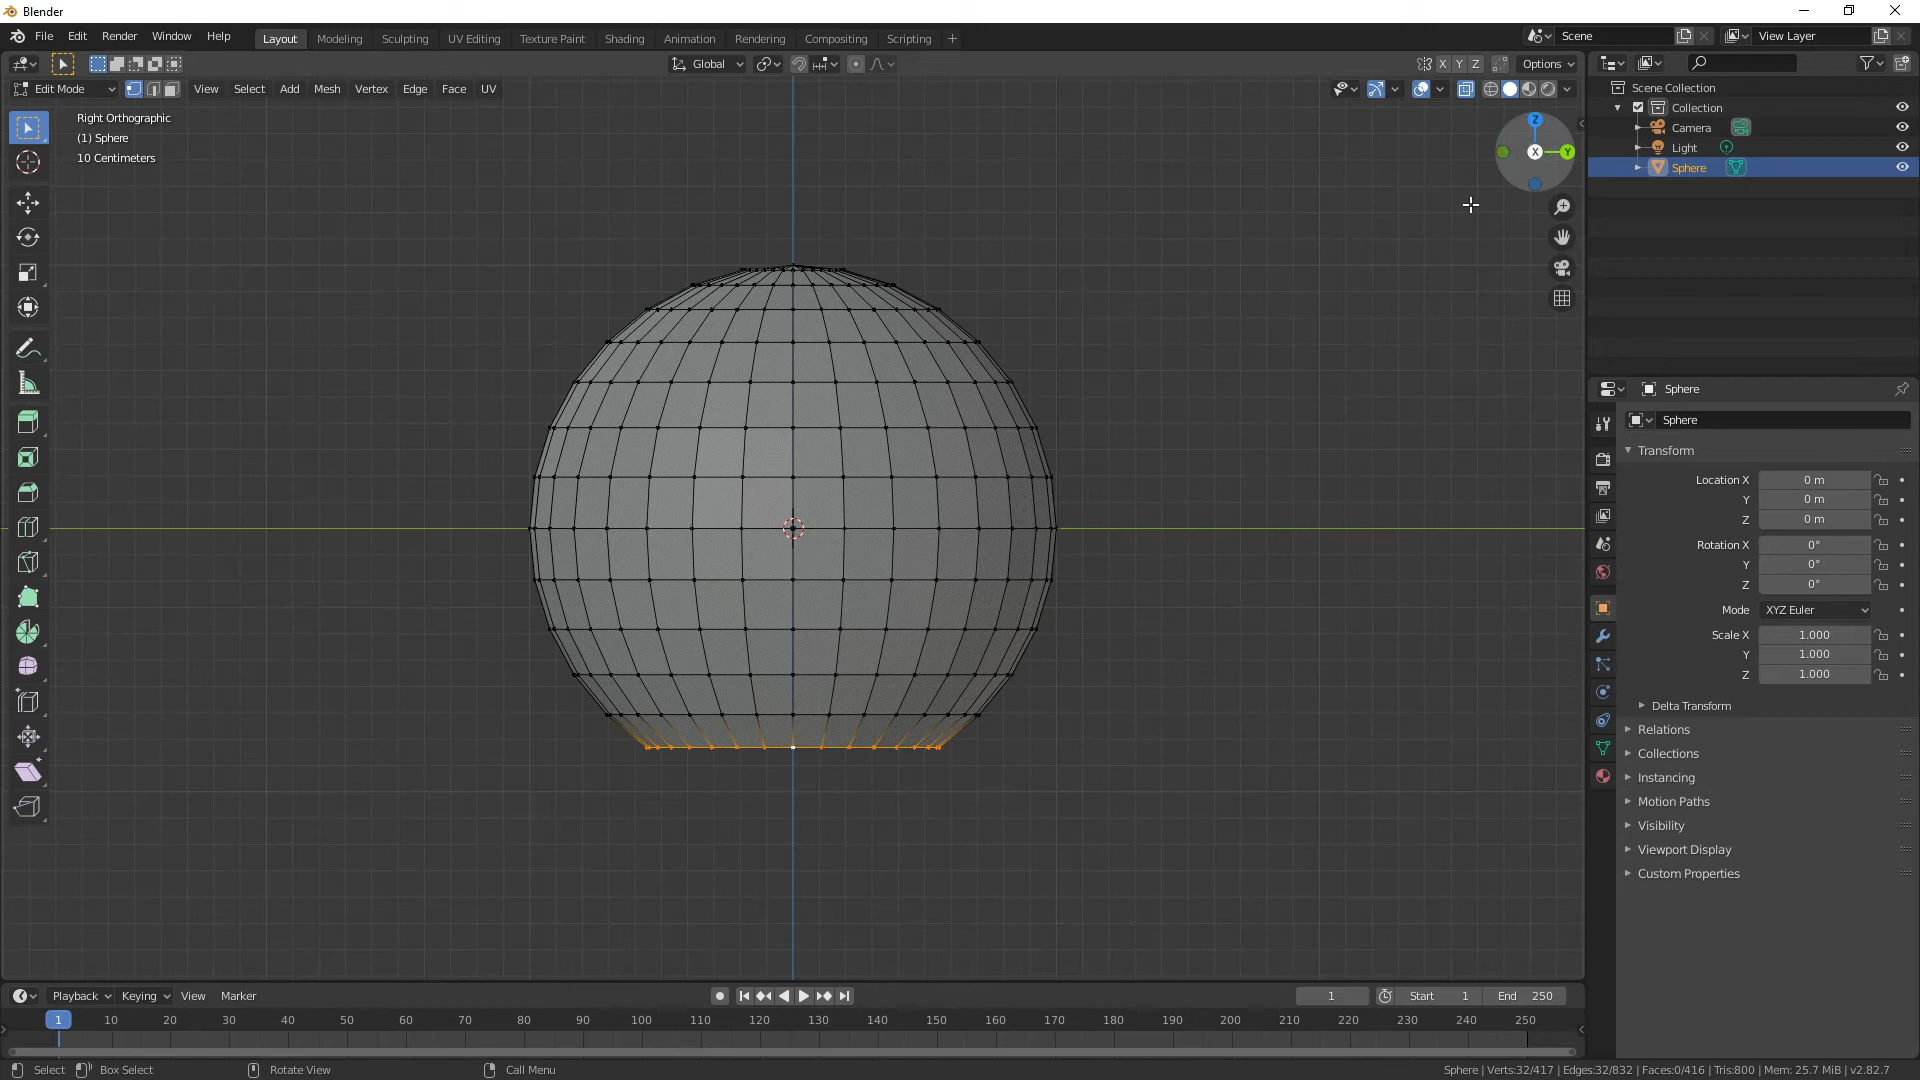 Blender
File Edit Render Window Help
Layout Modeling Sculpting UV Editing Texture Paint Shading Animation Rendering Compositing Scripting +
Scene
View Layer
Global
X Y Z
Options
Edit Mode
View Select Add Mesh Vertex Edge Face UV
Right Orthographic
(1) Sphere
10 Centimeters
Z
X
Y
Scene Collection
Collection
Camera
Light
Sphere
Sphere
Sphere
Transform
Location X 0 m
Y 0 m
Z 0 m
Rotation X 0°
Y 0°
Z 0°
Mode XYZ Euler
Scale X 1.000
Y 1.000
Z 1.000
Delta Transform
Relations
Collections
Instancing
Motion Paths
Visibility
Viewport Display
Custom Properties
Playback Keying View Marker
1
Start 1
End 250
1 10 20 30 40 50 60 70 80 90 100 110 120 130 140 150 160 170 180 190 200 210 220 230 240 250
Select Box Select Rotate View Call Menu
Sphere | Verts:32/417 | Edges:32/832 | Faces:0/416 | Tris:800 | Mem: 25.7 MiB | v2.82.7